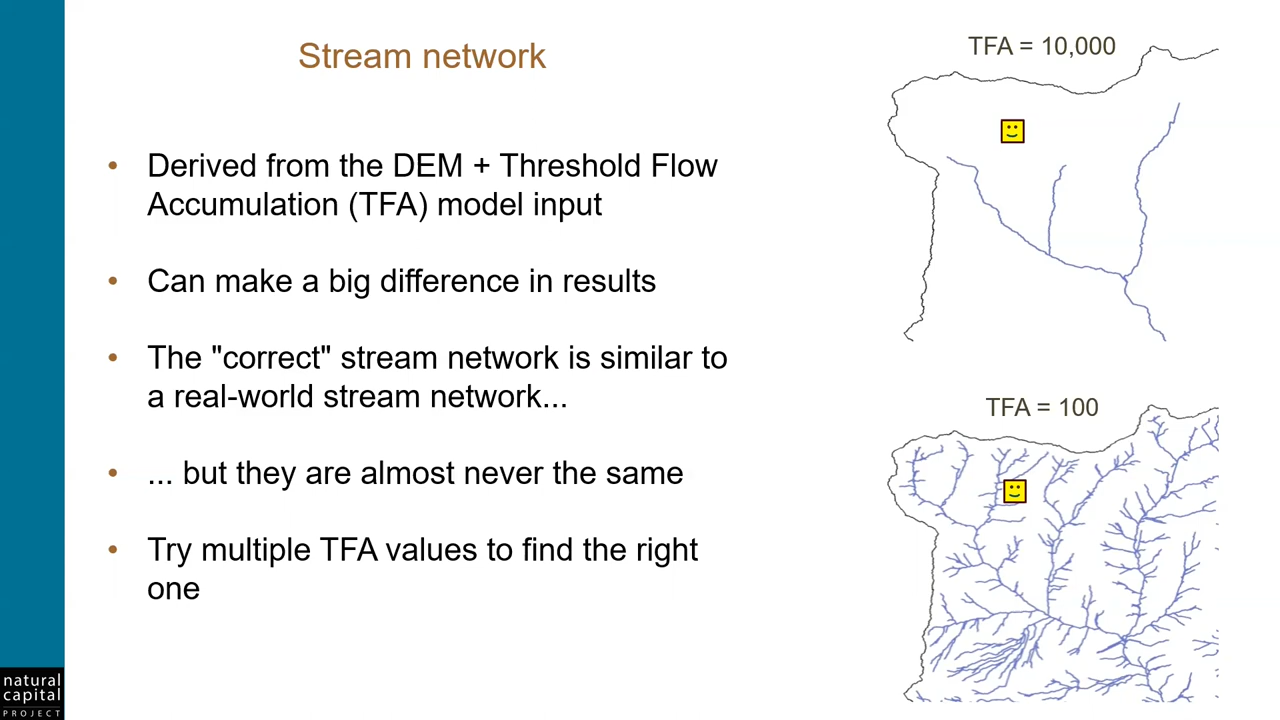 Stream network
• Derived from the DEM + Threshold Flow
Accumulation (TFA) model input
• Can make a big difference in results
• The "correct" stream network is similar to
a real-world stream network...
• ... but they are almost never the same
• Try multiple TFA values to find the right
one
TFA = 10,000
TFA = 100
natural
capital
PROJECT